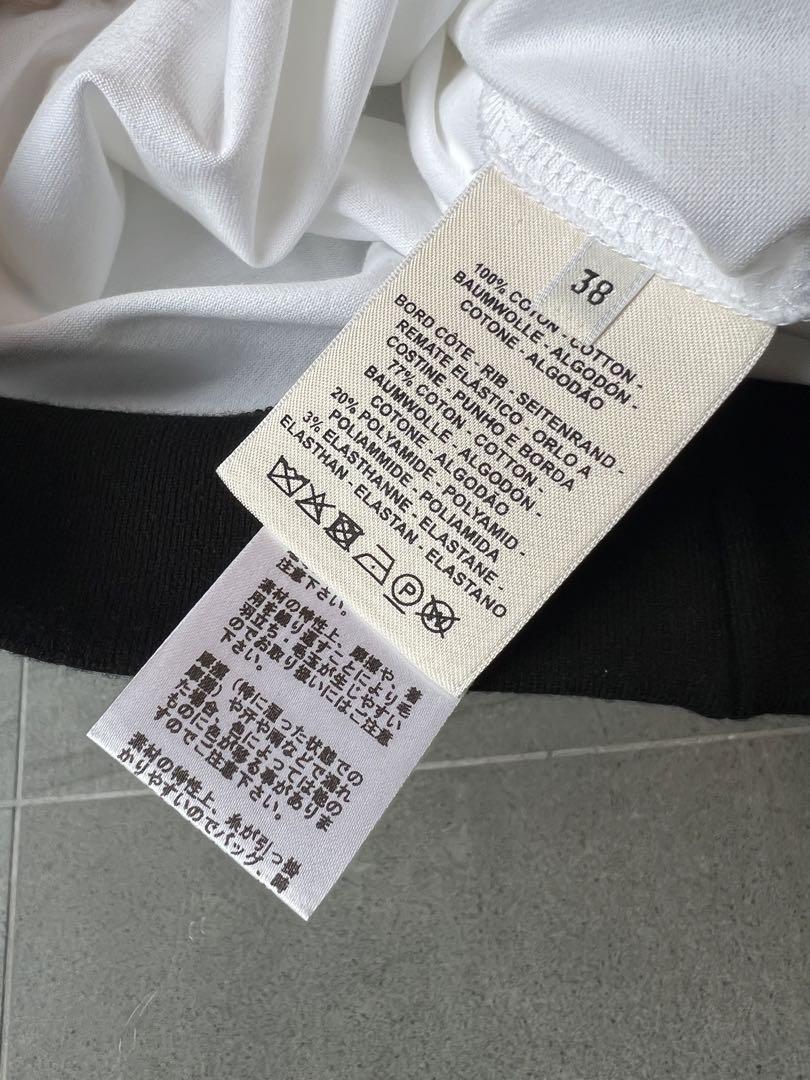 38
100% COTON - COTTON -
BAUMWOLLE - ALGODÓN -
COTONE - ALGODÃO
BORD CÔTE - RIB - SEITENRAND -
REMATE ELÁSTICO - ORLO A
COSTINE - PUNHO E BORDA
77% COTON - COTTON -
BAUMWOLLE - ALGODÓN -
COTONE - ALGODÃO
20% POLYAMIDE - POLYAMID -
POLIAMMIDE - POLIAMIDA
3% ELASTHANNE - ELASTANE -
ELASTHAN - ELASTAN - ELASTANO
P
注意下さい。
素材の特性上、摩擦や、着
用を繰り返すことにより毛
羽立ち、毛玉が生じやすい
のでお取り扱いにはご注意
下さい。
摩擦（特に湿った状態での
摩擦）や汗や雨などで濡れ
た場合、色によっては他の
ものに色が移る事がありま
すのでご注意下さい。
素材の特性上、糸が引っ掛
かりやすいのでバッグ、時